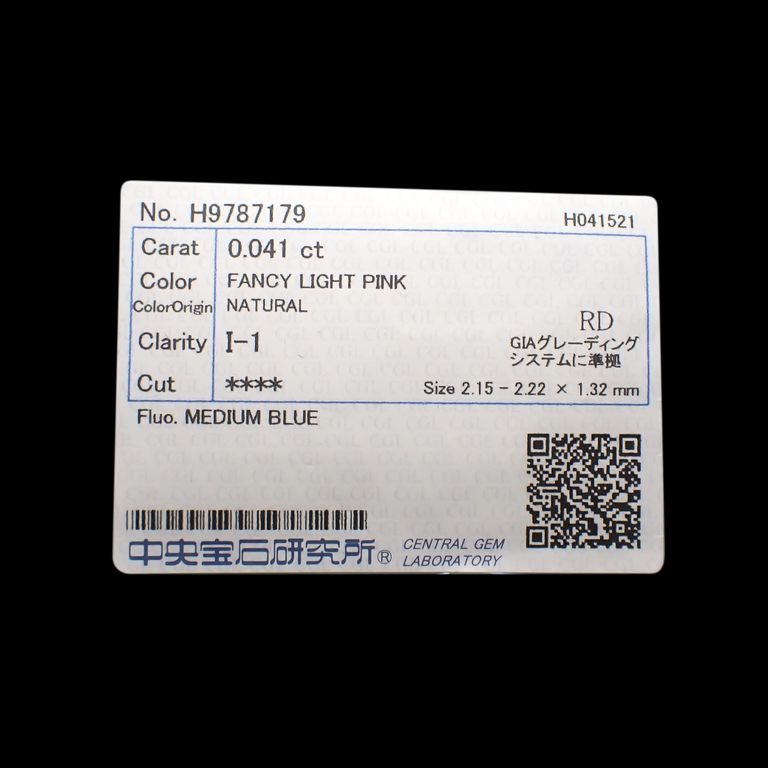 No. H9787179 H041521
Carat 0.041 ct
Color FANCY LIGHT PINK
ColorOrigin NATURAL
RD
Clarity I-1 GIAグレーディング
システムに準拠
Cut **** Size 2.15 - 2.22 × 1.32 mm
Fluo. MEDIUM BLUE
中央宝石研究所® CENTRAL GEM
LABORATORY